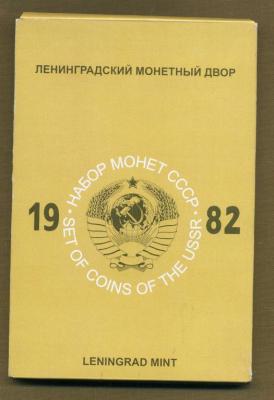 ЛЕНИНГРАДСКИЙ МОНЕТНЫЙ ДВОР
• НАБОР МОНЕТ СССР •
19 82
SET OF COINS OF THE USSR
LENINGRAD MINT